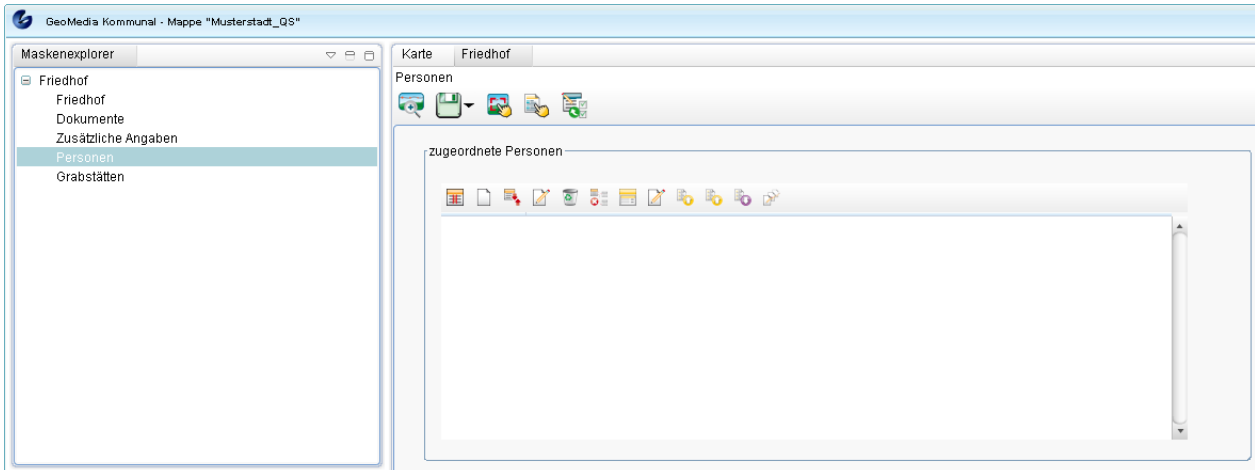 GeoMedia Kommunal - Mappe "Musterstadt_QS"
Maskenexplorer
Friedhof
Friedhof
Dokumente
Zusätzliche Angaben
Personen
Grabstätten
Karte Friedhof
Personen
zugeordnete Personen